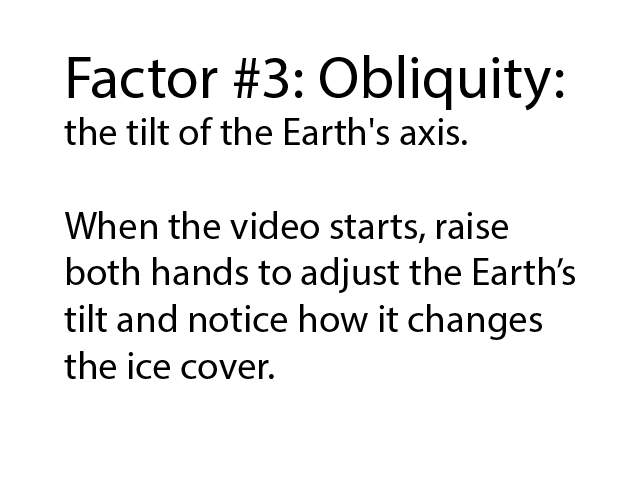 Factor #3: Obliquity:
the tilt of the Earth's axis.
When the video starts, raise
both hands to adjust the Earth’s
tilt and notice how it changes
the ice cover.